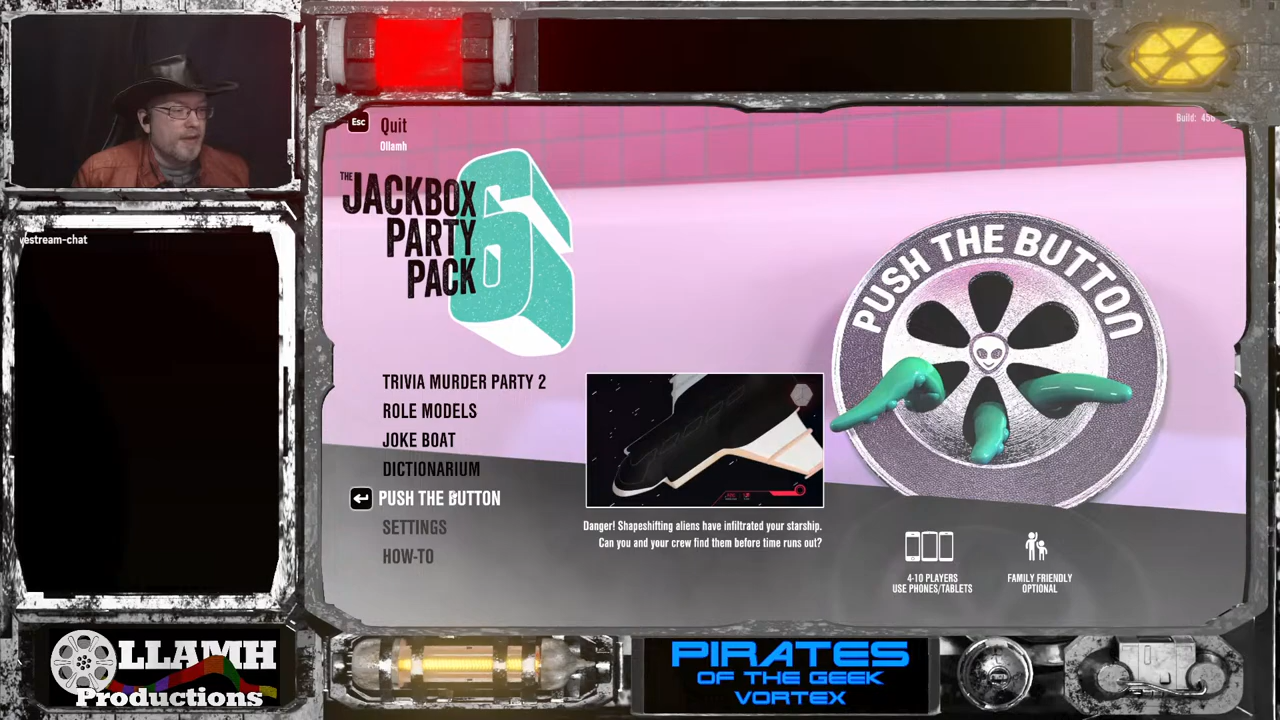 Esc Quit
Ollamh
Build: 456
THE
JACKBOX
PARTY
PACK
6
PUSH THE BUTTON
vestream-chat
TRIVIA MURDER PARTY 2
ROLE MODELS
JOKE BOAT
DICTIONARIUM
PUSH THE BUTTON
SETTINGS
HOW-TO
Danger! Shapeshifting aliens have infiltrated your starship.
Can you and your crew find them before time runs out?
4-10 PLAYERS
USE PHONES/TABLETS
FAMILY FRIENDLY
OPTIONAL
OLLAMH
Productions
PIRATES
OF THE GEEK
VORTEX